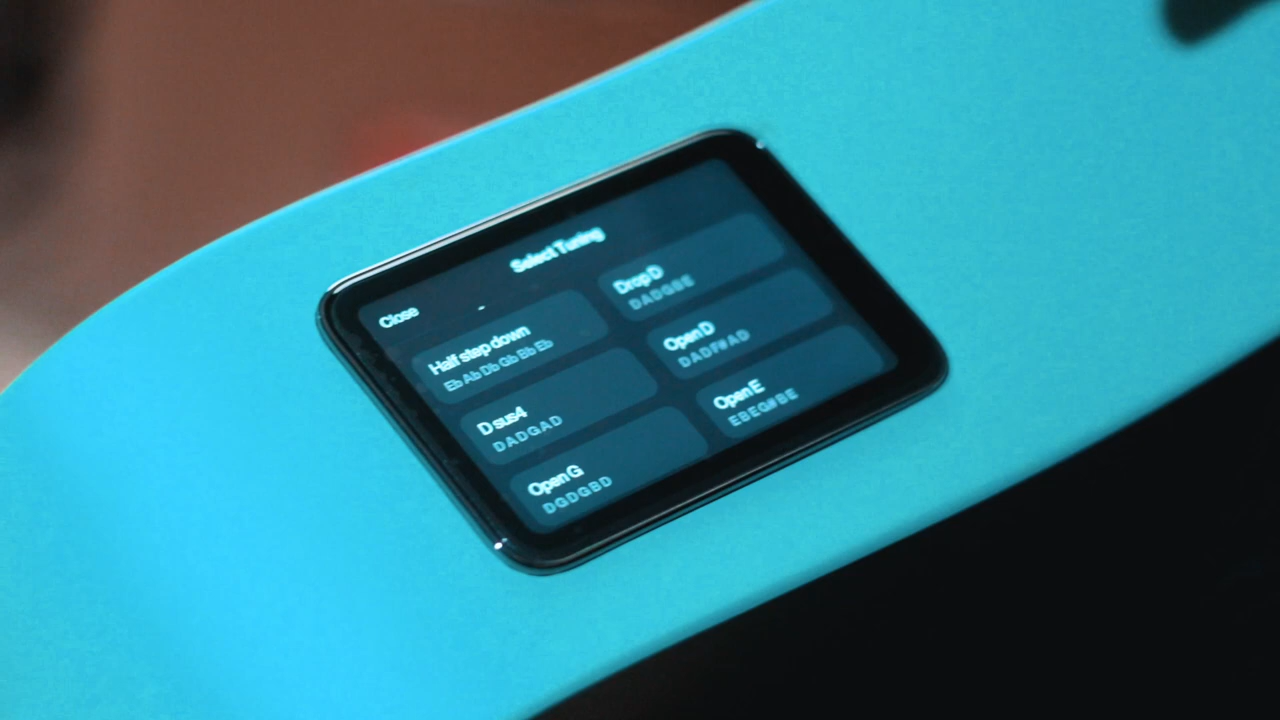 Select Tuning
Close
Half step down
Eb Ab Db Gb Bb Eb
Drop D
DADGBE
D sus4
DADGAD
Open D
DADF#AD
Open G
DGDGBD
Open E
EBEG#BE